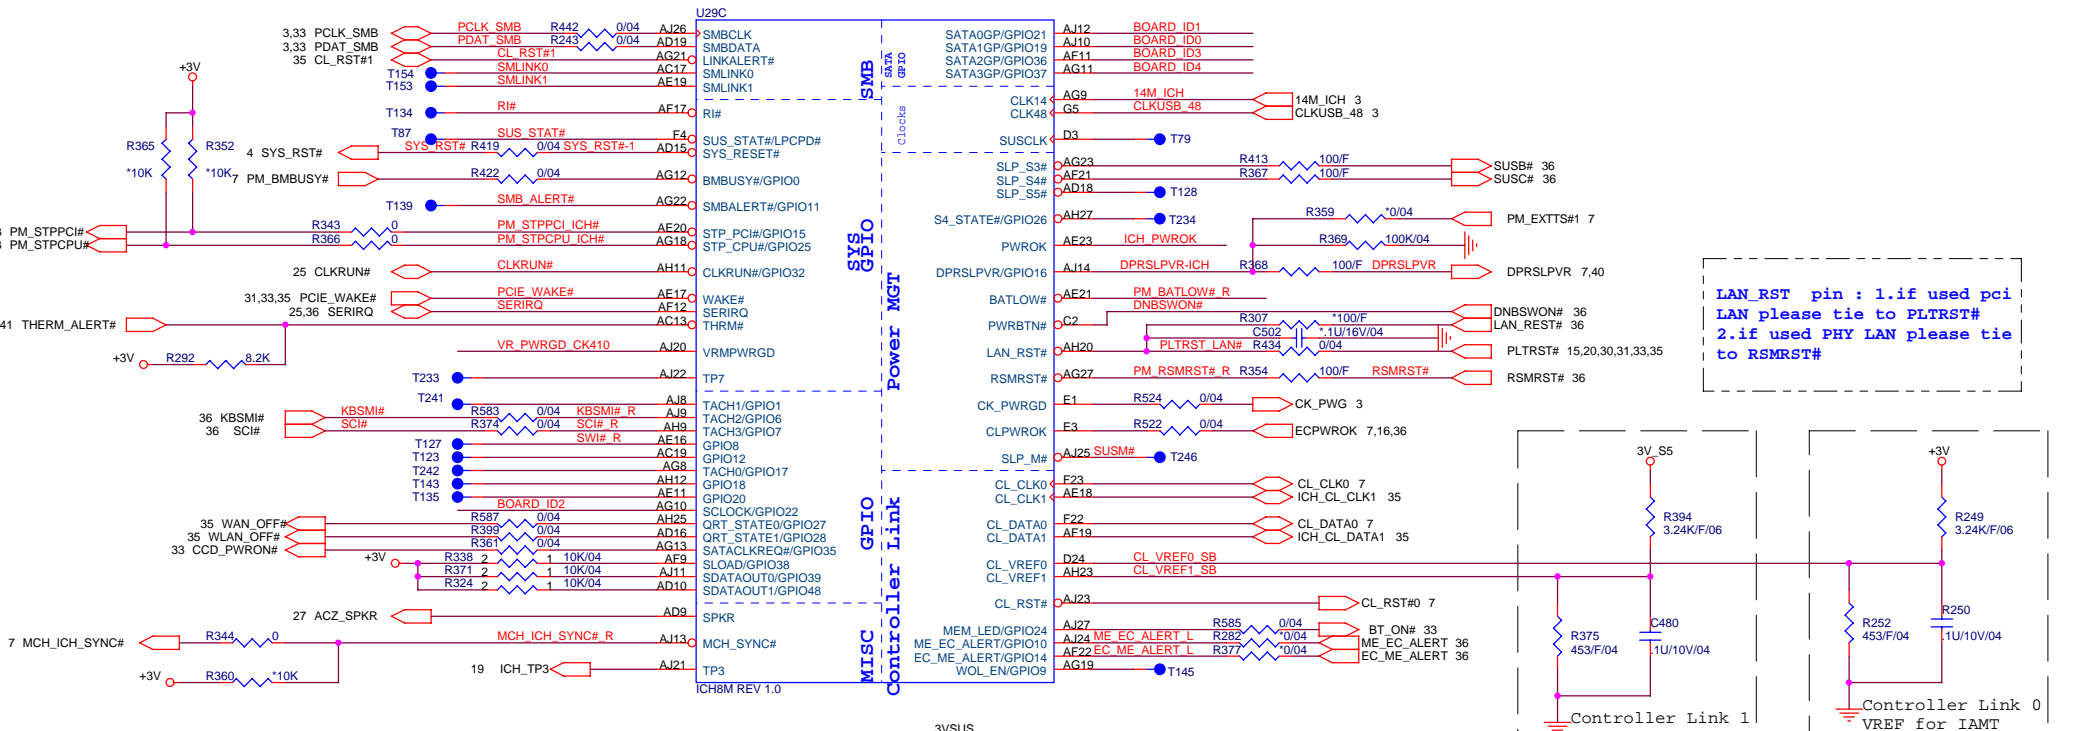 U29C
3,33 PCLK_SMB PCLK_SMB R442 0/04 AJ26 SMBCLK
3,33 PDAT_SMB PDAT_SMB R243 0/04 AD19 SMBDATA
35 CL_RST#1 CL_RST#1 AG21 LINKALERT#
T154 SMLINK0 AC17 SMLINK0
T153 SMLINK1 AE19 SMLINK1
T134 RI# AF17 RI#
T87 SUS_STAT# F4 SUS_STAT#/LPCPD#
4 SYS_RST# SYS_RST# R419 0/04 SYS_RST#-1 AD15 SYS_RESET#
+3V
R365 *10K
R352 *10K
7 PM_BMBUSY# R422 0/04 AG12 BMBUSY#/GPIO0
T139 SMB_ALERT# AG22 SMBALERT#/GPIO11
PM_STPPCI# R343 0 PM_STPPCI_ICH# AE20 STP_PCI#/GPIO15
PM_STPCPU# R366 0 PM_STPCPU_ICH# AG18 STP_CPU#/GPIO25
25 CLKRUN# CLKRUN# AH11 CLKRUN#/GPIO32
31,33,35 PCIE_WAKE# PCIE_WAKE# AE17 WAKE#
25,36 SERIRQ SERIRQ AF12 SERIRQ
41 THERM_ALERT# AC13 THRM#
+3V R292 8.2K
VR_PWRGD_CK410 AJ20 VRMPWRGD
T233 AJ22 TP7
T241 AJ8 TACH1/GPIO1
36 KBSMI# KBSMI# R583 0/04 KBSMI#_R AJ9 TACH2/GPIO6
36 SCI# SCI# R374 0/04 SCI#_R AH9 TACH3/GPIO7
T127 SWI#_R AE16 GPIO8
T123 AC19 GPIO12
T242 AG8 TACH0/GPIO17
T143 AH12 GPIO18
T135 AE11 GPIO20
BOARD_ID2 AG10 SCLOCK/GPIO22
35 WAN_OFF# R587 0/04 AH25 QRT_STATE0/GPIO27
35 WLAN_OFF# R399 0/04 AD16 QRT_STATE1/GPIO28
33 CCD_PWRON# R361 0/04 AG13 SATACLKREQ#/GPIO35
+3V R338 2 1 10K/04 AF9 SLOAD/GPIO38
R371 2 1 10K/04 AJ11 SDATAOUT0/GPIO39
R324 2 1 10K/04 AD10 SDATAOUT1/GPIO48
27 ACZ_SPKR AD9 SPKR
7 MCH_ICH_SYNC# R344 0 MCH_ICH_SYNC#_R AJ13 MCH_SYNC#
+3V R360 *10K
19 ICH_TP3 AJ21 TP3
ICH8M REV 1.0
SMB
SATA GPIO
Clocks
SYS GPIO
Power MGT
GPIO
MISC
Controller Link
SATA0GP/GPIO21 AJ12 BOARD_ID1
SATA1GP/GPIO19 AJ10 BOARD_ID0
SATA2GP/GPIO36 AF11 BOARD_ID3
SATA3GP/GPIO37 AG11 BOARD_ID4
CLK14 AG9 14M_ICH 14M_ICH 3
CLK48 G5 CLKUSB_48 CLKUSB_48 3
SUSCLK D3 T79
SLP_S3# AG23 R413 100/F SUSB# 36
SLP_S4# AF21 R367 100/F SUSC# 36
SLP_S5# AD18 T128
S4_STATE#/GPIO26 AH27 T234
R359 *0/04 PM_EXTTS#1 7
PWROK AE23 ICH_PWROK
R369 100K/04
DPRSLPVR/GPIO16 AJ14 DPRSLPVR-ICH R368 100/F DPRSLPVR DPRSLPVR 7,40
BATLOW# AE21 PM_BATLOW#_R
PWRBTN# C2 DNBSWON# DNBSWON# 36
R307 *100/F LAN_REST# 36
C502 *.1U/16V/04
LAN_RST# AH20 PLTRST_LAN# R434 0/04 PLTRST# 15,20,30,31,33,35
RSMRST# AG27 PM_RSMRST#_R R354 100/F RSMRST# RSMRST# 36
CK_PWRGD E1 R524 0/04 CK_PWG 3
CLPWROK E3 R522 0/04 ECPWROK 7,16,36
SLP_M# AJ25 SUSM# T246
CL_CLK0 F23 CL_CLK0 7
CL_CLK1 AE18 ICH_CL_CLK1 35
CL_DATA0 F22 CL_DATA0 7
CL_DATA1 AF19 ICH_CL_DATA1 35
CL_VREF0 D24 CL_VREF0_SB
CL_VREF1 AH23 CL_VREF1_SB
CL_RST# AJ23 CL_RST#0 7
MEM_LED/GPIO24 AJ27 R585 0/04 BT_ON# 33
ME_EC_ALERT/GPIO10 AJ24 ME_EC_ALERT_L R282 *0/04 ME_EC_ALERT 36
EC_ME_ALERT/GPIO14 AF22 EC_ME_ALERT_L R377 *0/04 EC_ME_ALERT 36
WOL_EN/GPIO9 AG19 T145
LAN_RST pin : 1.if used pci
LAN please tie to PLTRST#
2.if used PHY LAN please tie
to RSMRST#
3V_S5
R394
3.24K/F/06
R375
453/F/04
C480
.1U/10V/04
Controller Link 1
+3V
R249
3.24K/F/06
R252
453/F/04
R250
.1U/10V/04
Controller Link 0
VREF for IAMT
3VSUS